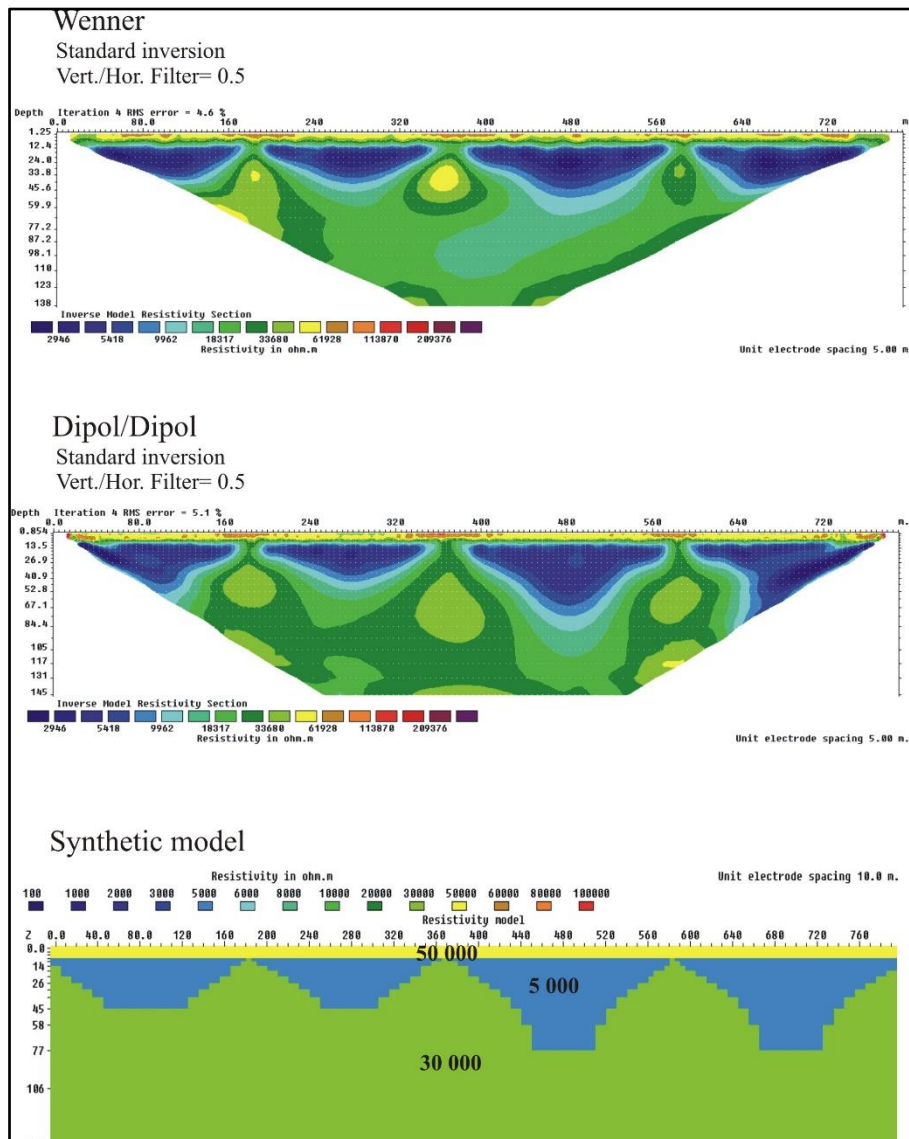 Wenner
Standard inversion
Vert./Hor. Filter= 0.5
Depth Iteration 4 RMS error = 4.6 %
0.0 80.0 160 240 320 400 480 560 640 720 m.
1.25
12.4
24.0
33.8
45.6
59.9
77.2
87.2
98.1
110
123
138
Inverse Model Resistivity Section
2946 5418 9962 18317 33680 61928 113870 209376
Resistivity in ohm.m Unit electrode spacing 5.00 m.
Dipol/Dipol
Standard inversion
Vert./Hor. Filter= 0.5
Depth Iteration 4 RMS error = 5.1 %
0.0 80.0 160 240 320 400 480 560 640 720 m.
0.854
13.5
26.9
40.9
52.8
67.1
84.4
105
117
131
145
Inverse Model Resistivity Section
2946 5418 9962 18317 33680 61928 113870 209376
Resistivity in ohm.m Unit electrode spacing 5.00 m.
Synthetic model
Resistivity in ohm.m Unit electrode spacing 10.0 m.
100 1000 2000 3000 5000 6000 8000 10000 20000 30000 50000 60000 80000 100000
Resistivity model
Z 0.0 40.0 80.0 120 160 200 240 280 320 360 400 440 480 520 560 600 640 680 720 760
0.0
50 000
14
26
5 000
45
58
77
30 000
106